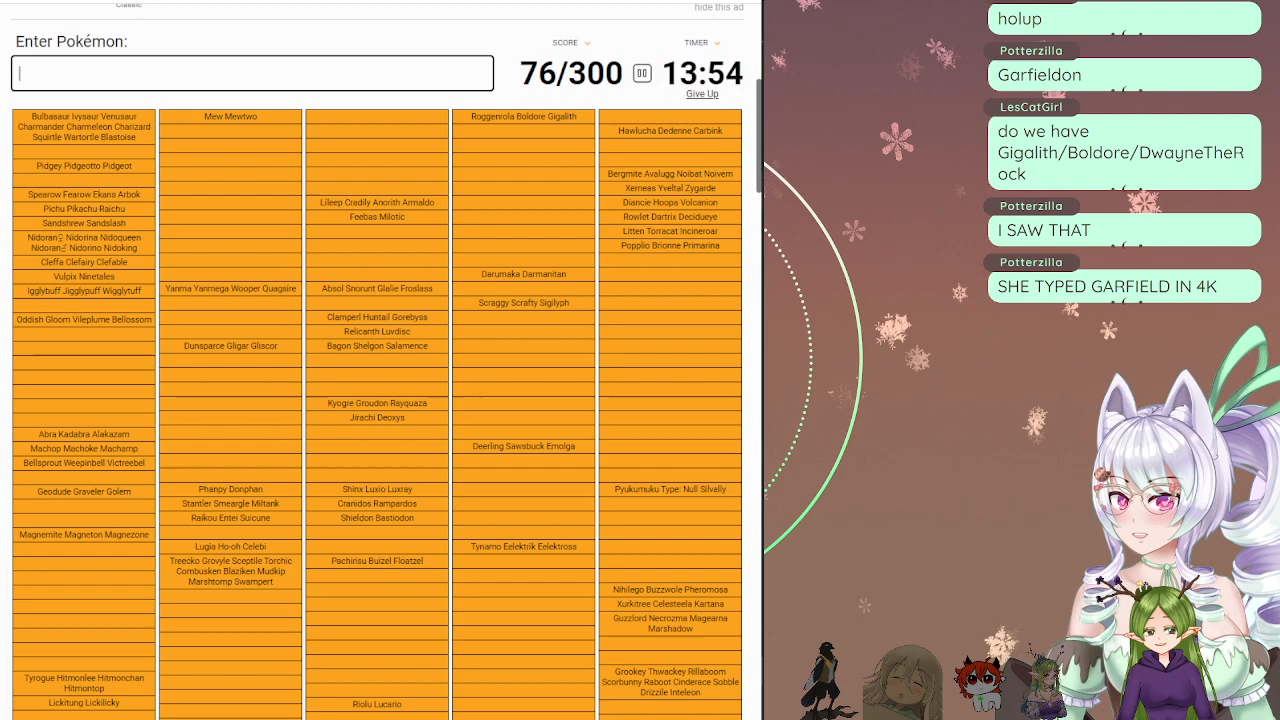 Classic
hide this ad
Enter Pokémon:
SCORE
TIMER
76/300
13:54
Give Up
Bulbasaur Ivysaur Venusaur
Charmander Charmeleon Charizard
Squirtle Wartortle Blastoise
Pidgey Pidgeotto Pidgeot
Spearow Fearow Ekans Arbok
Pichu Pikachu Raichu
Sandshrew Sandslash
Nidoran♀ Nidorina Nidoqueen
Nidoran♂ Nidorino Nidoking
Cleffa Clefairy Clefable
Vulpix Ninetales
Igglybuff Jigglypuff Wigglytuff
Oddish Gloom Vileplume Bellossom
Abra Kadabra Alakazam
Machop Machoke Machamp
Bellsprout Weepinbell Victreebel
Geodude Graveler Golem
Magnemite Magneton Magnezone
Tyrogue Hitmonlee Hitmonchan
Hitmontop
Lickitung Lickilicky
Mew Mewtwo
Yanma Yanmega Wooper Quagsire
Dunsparce Gligar Gliscor
Phanpy Donphan
Stantler Smeargle Miltank
Raikou Entei Suicune
Lugia Ho-oh Celebi
Treecko Grovyle Sceptile Torchic
Combusken Blaziken Mudkip
Marshtomp Swampert
Lileep Cradily Anorith Armaldo
Feebas Milotic
Absol Snorunt Glalie Froslass
Clamperl Huntail Gorebyss
Relicanth Luvdisc
Bagon Shelgon Salamence
Kyogre Groudon Rayquaza
Jirachi Deoxys
Shinx Luxio Luxray
Cranidos Rampardos
Shieldon Bastiodon
Pachirisu Buizel Floatzel
Riolu Lucario
Roggenrola Boldore Gigalith
Darumaka Darmanitan
Scraggy Scrafty Sigilyph
Deerling Sawsbuck Emolga
Tynamo Eelektrik Eelektross
Hawlucha Dedenne Carbink
Bergmite Avalugg Noibat Noivern
Xerneas Yveltal Zygarde
Diancie Hoopa Volcanion
Rowlet Dartrix Decidueye
Litten Torracat Incineroar
Popplio Brionne Primarina
Pyukumuku Type: Null Silvally
Nihilego Buzzwole Pheromosa
Xurkitree Celesteela Kartana
Guzzlord Necrozma Magearna
Marshadow
Grookey Thwackey Rillaboom
Scorbunny Raboot Cinderace Sobble
Drizzile Inteleon
holup
Potterzilla
Garfieldon
LesCatGirl
do we have
Gigalith/Boldore/DwayneTheR
ock
Potterzilla
I SAW THAT
Potterzilla
SHE TYPED GARFIELD IN 4K